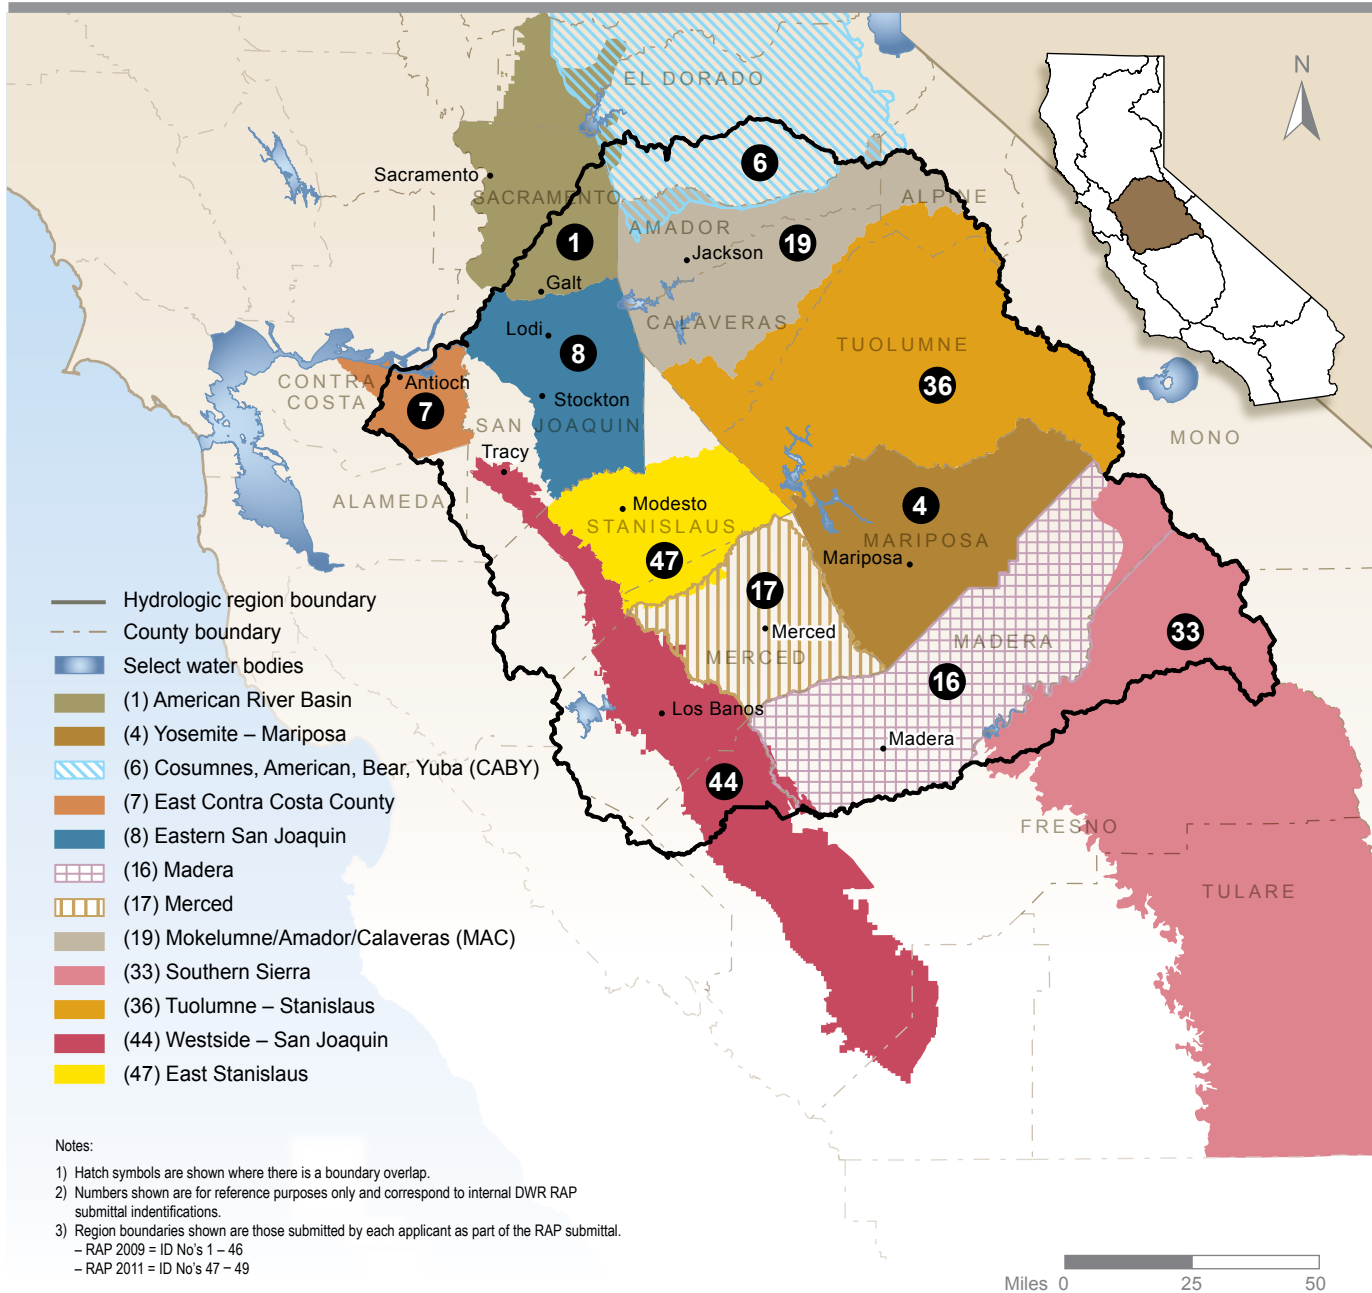 N
EL DORADO
6
Sacramento
SACRAMENTO
ALPINE
AMADOR
1
19
Jackson
Galt
CALAVERAS
Lodi
8
TUOLUMNE
36
CONTRA
COSTA
Antioch
7
Stockton
SAN JOAQUIN
MONO
Tracy
ALAMEDA
Modesto
STANISLAUS
4
MARIPOSA
47
Mariposa
17
Merced
MERCED
MADERA
33
16
Los Banos
Madera
44
FRESNO
TULARE
Hydrologic region boundary
County boundary
Select water bodies
(1) American River Basin
(4) Yosemite – Mariposa
(6) Cosumnes, American, Bear, Yuba (CABY)
(7) East Contra Costa County
(8) Eastern San Joaquin
(16) Madera
(17) Merced
(19) Mokelumne/Amador/Calaveras (MAC)
(33) Southern Sierra
(36) Tuolumne – Stanislaus
(44) Westside – San Joaquin
(47) East Stanislaus
Notes:
1) Hatch symbols are shown where there is a boundary overlap.
2) Numbers shown are for reference purposes only and correspond to internal DWR RAP
submittal indentifications.
3) Region boundaries shown are those submitted by each applicant as part of the RAP submittal.
– RAP 2009 = ID No's 1 – 46
– RAP 2011 = ID No's 47 – 49
Miles 0 25 50